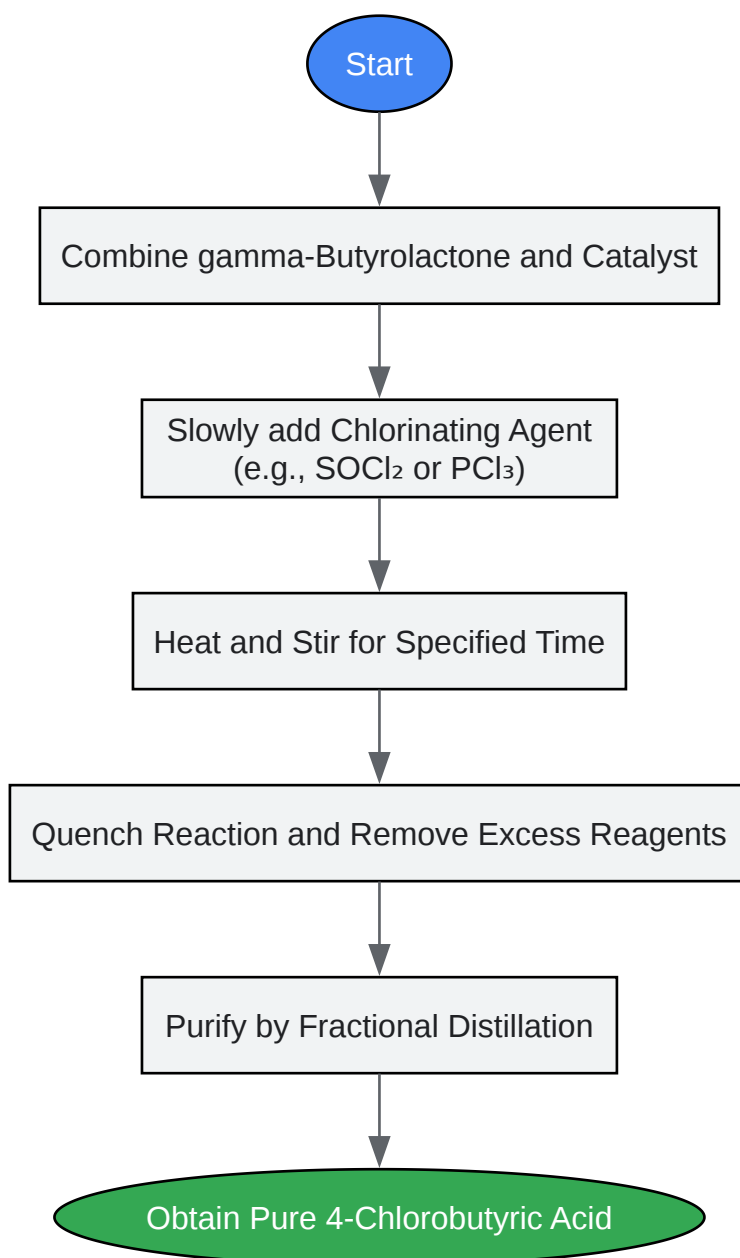 Start
Combine gamma-Butyrolactone and Catalyst
Slowly add Chlorinating Agent
(e.g., SOCl₂ or PCl₃)
Heat and Stir for Specified Time
Quench Reaction and Remove Excess Reagents
Purify by Fractional Distillation
Obtain Pure 4-Chlorobutyric Acid